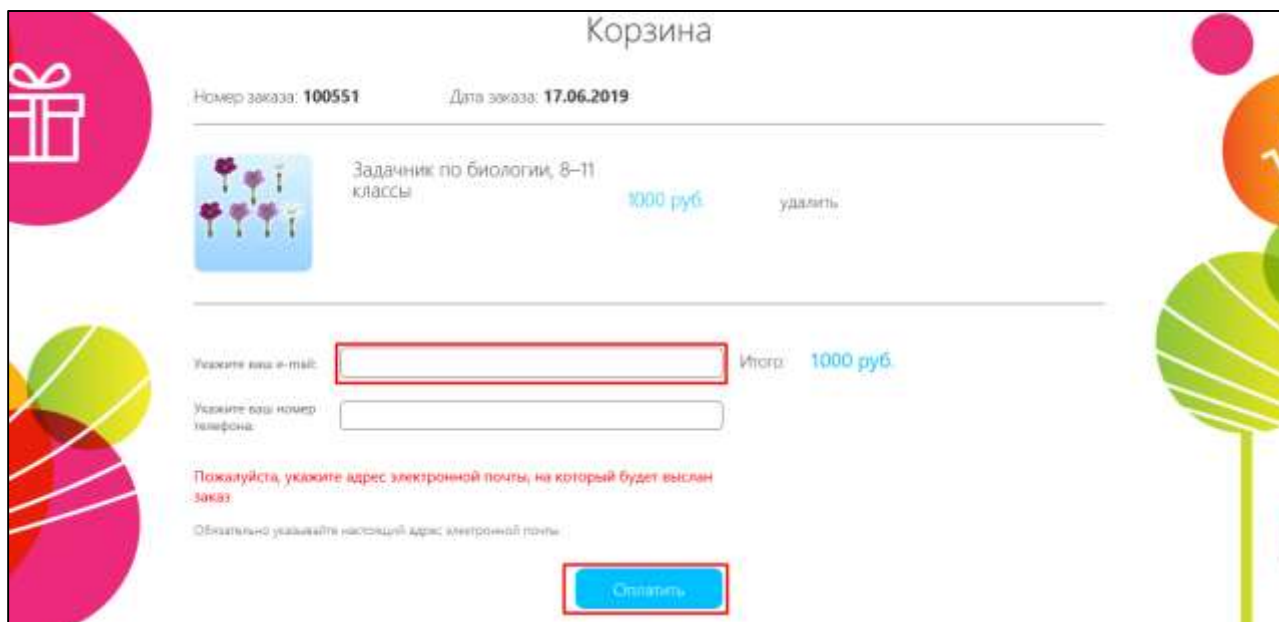 Корзина
Номер заказа: 100551 Дата заказа: 17.06.2019
Задачник по биологии, 8–11
классы
1000 руб.
удалить
Укажите ваш e-mail:
Итого: 1000 руб.
Укажите ваш номер
телефона:
Пожалуйста, укажите адрес электронной почты, на который будет выслан
заказ
Обязательно указывайте настоящий адрес электронной почты
Оплатить